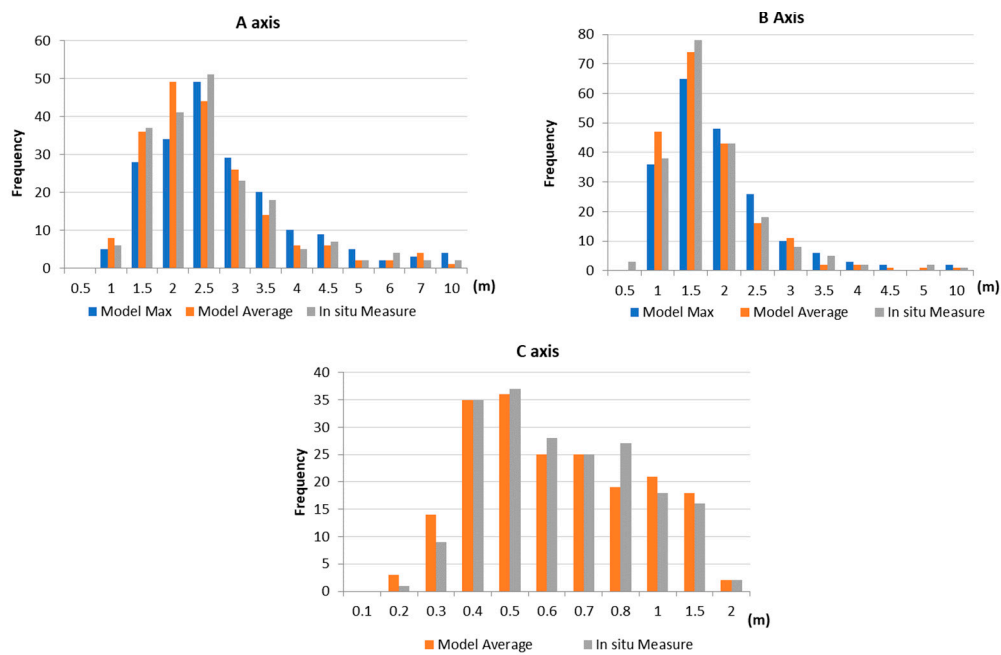 A axis
60
50
40
30
20
10
0
Frequency
0.5 1 1.5 2 2.5 3 3.5 4 4.5 5 6 7 10 (m)
Model Max Model Average In situ Measure
B Axis
80
70
60
50
40
30
20
10
0
Frequency
0.5 1 1.5 2 2.5 3 3.5 4 4.5 5 10 (m)
Model Max Model Average In situ Measure
C axis
40
35
30
25
20
15
10
5
0
Frequency
0.1 0.2 0.3 0.4 0.5 0.6 0.7 0.8 1 1.5 2 (m)
Model Average In situ Measure